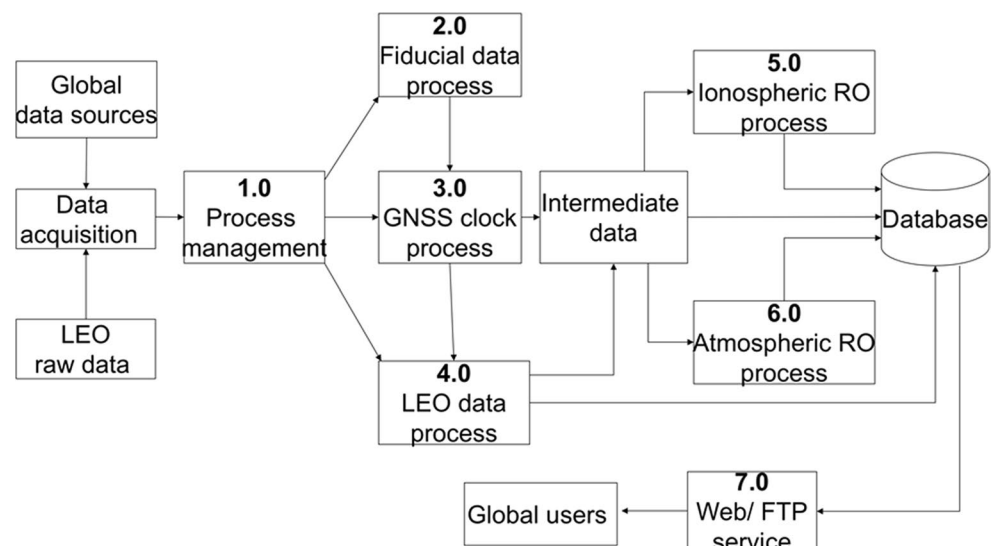 Global
data sources
Data
acquisition
LEO
raw data
1.0
Process
management
2.0
Fiducial data
process
3.0
GNSS clock
process
4.0
LEO data
process
Intermediate
data
5.0
Ionospheric RO
process
6.0
Atmospheric RO
process
Database
7.0
Web/ FTP
service
Global users